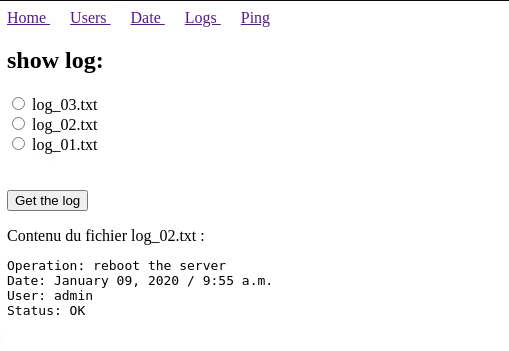 Home Users Date Logs Ping
show log:
log_03.txt
log_02.txt
log_01.txt
Get the log
Contenu du fichier log_02.txt :
Operation: reboot the server
Date: January 09, 2020 / 9:55 a.m.
User: admin
Status: OK